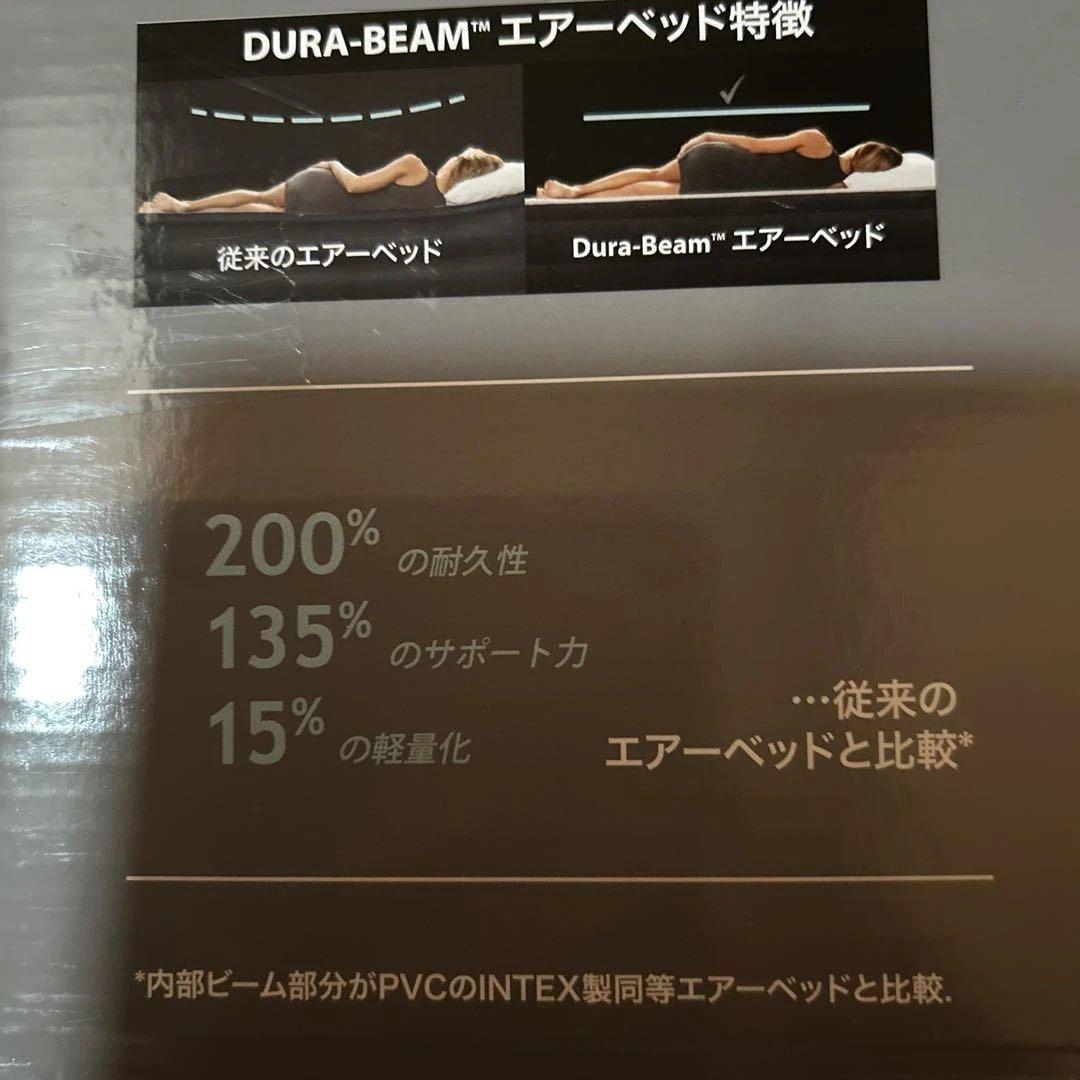 DURA-BEAM™ エアーベッド特徴
従来のエアーベッド
Dura-Beam™ エアーベッド
200% の耐久性
135% のサポート力
15% の軽量化
…従来の
エアーベッドと比較*
*内部ビーム部分がPVCのINTEX製同等エアーベッドと比較.